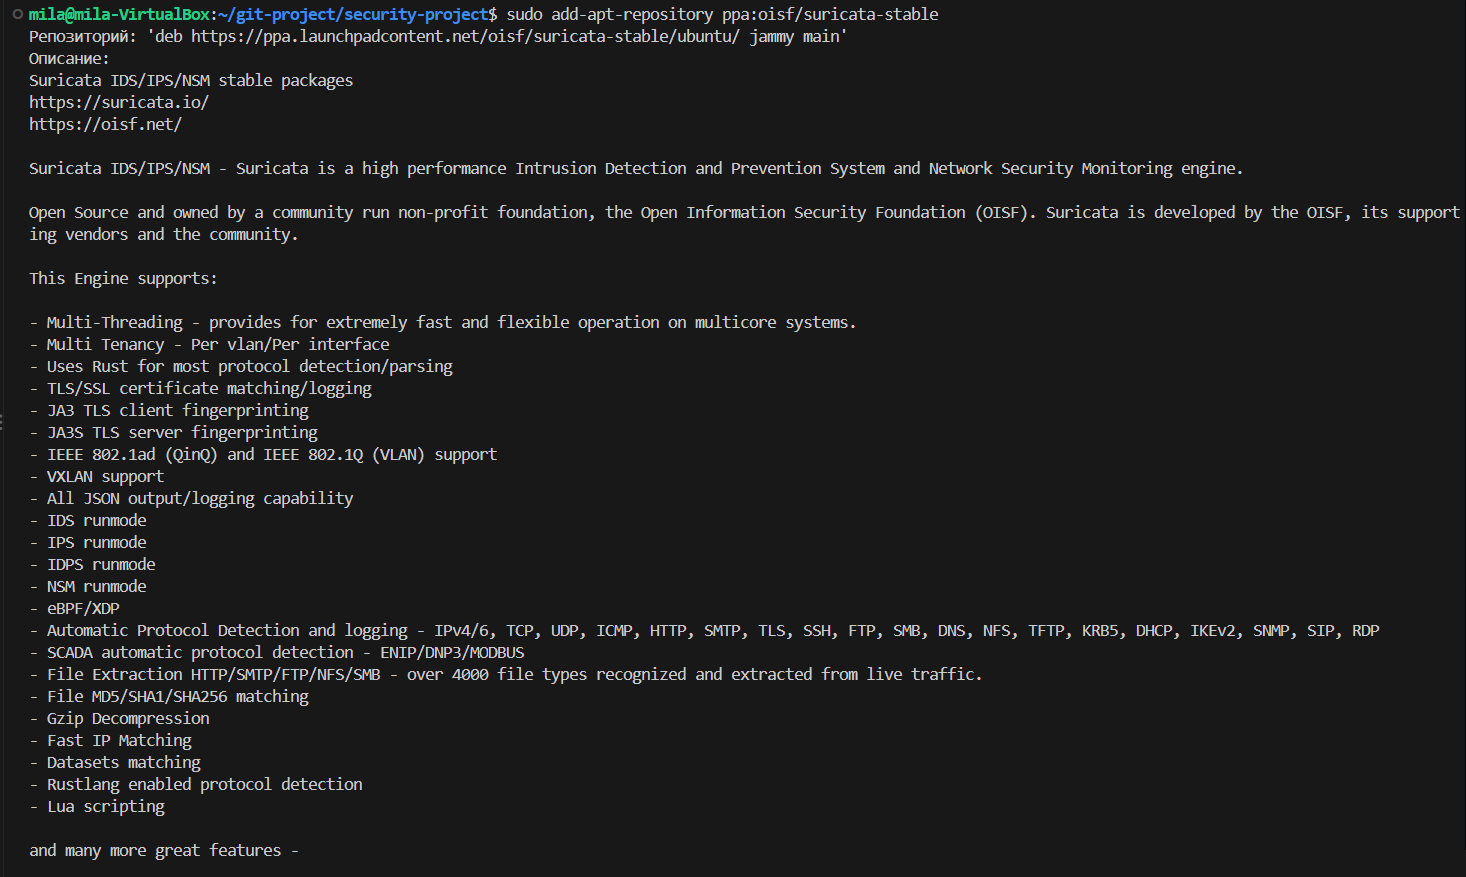 mila@mila-VirtualBox:~/git-project/security-project$ sudo add-apt-repository ppa:oisf/suricata-stable
Репозиторий: 'deb https://ppa.launchpadcontent.net/oisf/suricata-stable/ubuntu/ jammy main'
Описание:
Suricata IDS/IPS/NSM stable packages
https://suricata.io/
https://oisf.net/
Suricata IDS/IPS/NSM - Suricata is a high performance Intrusion Detection and Prevention System and Network Security Monitoring engine.
Open Source and owned by a community run non-profit foundation, the Open Information Security Foundation (OISF). Suricata is developed by the OISF, its support
ing vendors and the community.
This Engine supports:
- Multi-Threading - provides for extremely fast and flexible operation on multicore systems.
- Multi Tenancy - Per vlan/Per interface
- Uses Rust for most protocol detection/parsing
- TLS/SSL certificate matching/logging
- JA3 TLS client fingerprinting
- JA3S TLS server fingerprinting
- IEEE 802.1ad (QinQ) and IEEE 802.1Q (VLAN) support
- VXLAN support
- All JSON output/logging capability
- IDS runmode
- IPS runmode
- IDPS runmode
- NSM runmode
- eBPF/XDP
- Automatic Protocol Detection and logging - IPv4/6, TCP, UDP, ICMP, HTTP, SMTP, TLS, SSH, FTP, SMB, DNS, NFS, TFTP, KRB5, DHCP, IKEv2, SNMP, SIP, RDP
- SCADA automatic protocol detection - ENIP/DNP3/MODBUS
- File Extraction HTTP/SMTP/FTP/NFS/SMB - over 4000 file types recognized and extracted from live traffic.
- File MD5/SHA1/SHA256 matching
- Gzip Decompression
- Fast IP Matching
- Datasets matching
- Rustlang enabled protocol detection
- Lua scripting
and many more great features -